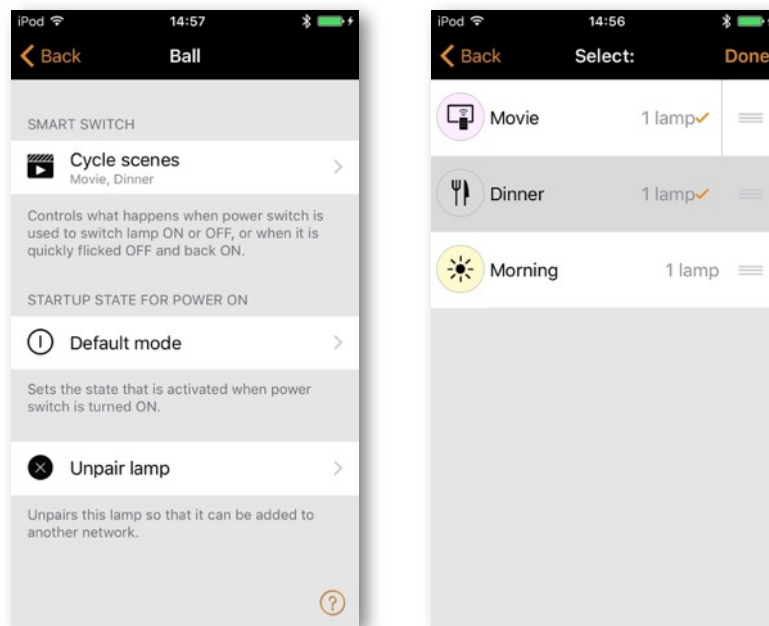 iPod 14:57
Back Ball
SMART SWITCH
Cycle scenes
Movie, Dinner
Controls what happens when power switch is
used to switch lamp ON or OFF, or when it is
quickly flicked OFF and back ON.
STARTUP STATE FOR POWER ON
Default mode
Sets the state that is activated when power
switch is turned ON.
Unpair lamp
Unpairs this lamp so that it can be added to
another network.
?
iPod 14:56
Back Select: Done
Movie 1 lamp
Dinner 1 lamp
Morning 1 lamp